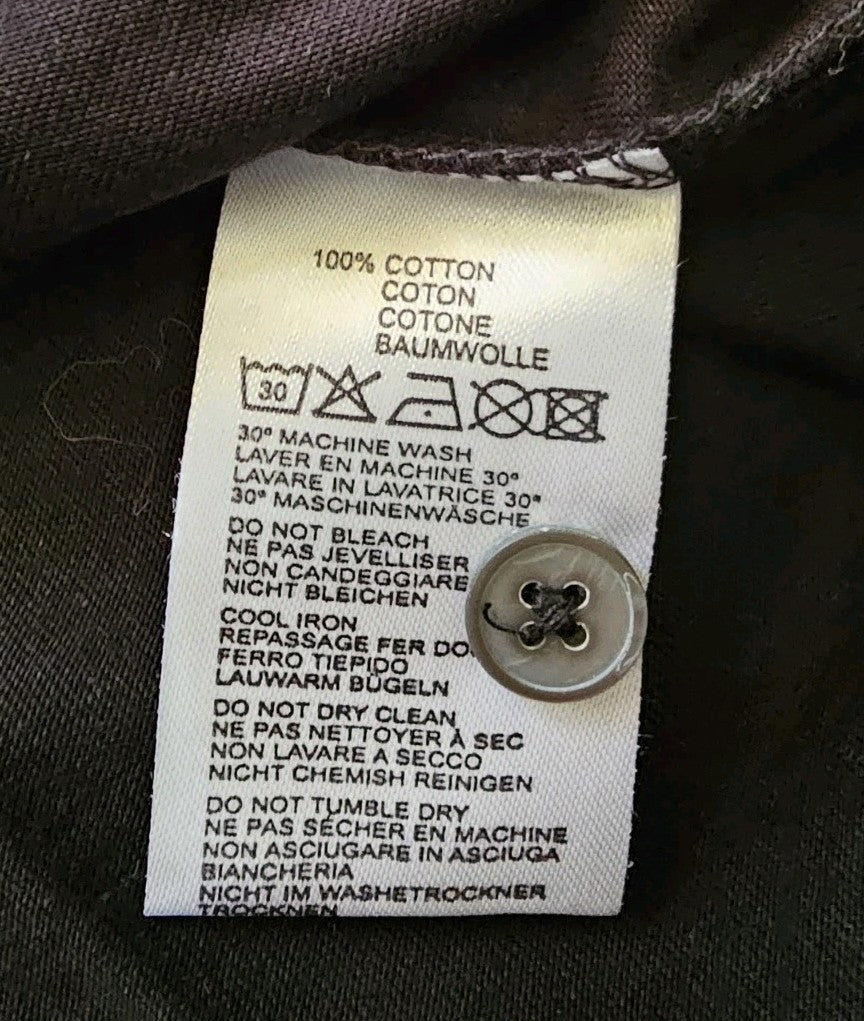 100% COTTON
COTON
COTONE
BAUMWOLLE
30
30° MACHINE WASH
LAVER EN MACHINE 30°
LAVARE IN LAVATRICE 30°
30° MASCHINENWÄSCHE
DO NOT BLEACH
NE PAS JEVELLISER
NON CANDEGGIARE
NICHT BLEICHEN
COOL IRON
REPASSAGE FER
FERRO TIEPIDO
LAUWARM BÜGELN
DO NOT DRY CLEAN
NE PAS NETTOYER À SEC
NON LAVARE A SECCO
NICHT CHEMISH REINIGEN
DO NOT TUMBLE DRY
NE PAS SÉCHER EN MACHINE
NON ASCIUGARE IN ASCIUGA
BIANCHERIA
NICHT IM WASHETROCKNER
TROCKNEN